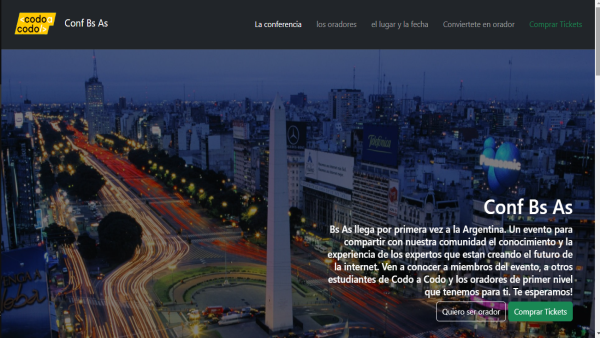 codo a
codo
Conf Bs As
La conferencia
los oradores
el lugar y la fecha
Conviertete en orador
Comprar Tickets
Telefonica
Conf Bs As
Bs As llega por primera vez a la Argentina. Un evento para
compartir con nuestra comunidad el conocimiento y la
experiencia de los expertos que estan creando el futuro de
la internet. Ven a conocer a miembros del evento, a otros
estudiantes de Codo a Codo y los oradores de primer nivel
que tenemos para ti. Te esperamos!
Quiero ser orador
Comprar Tickets